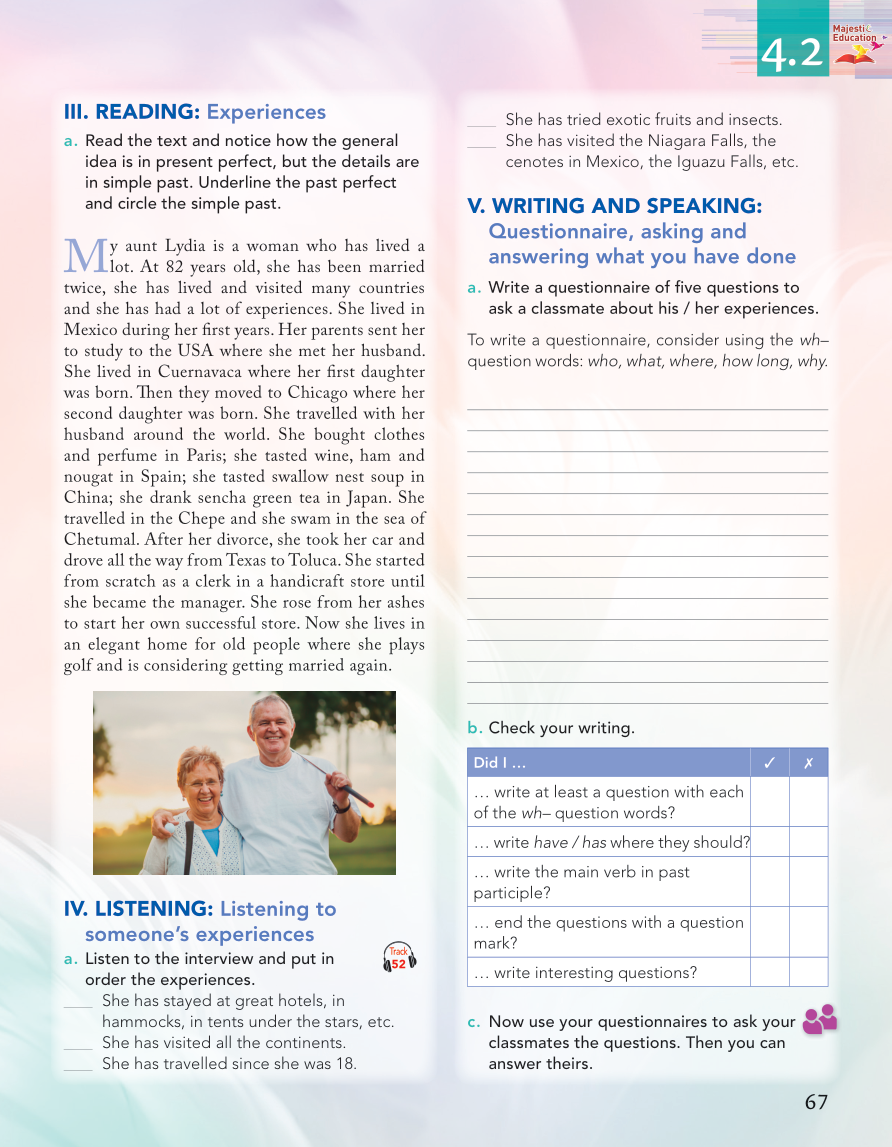 4.2
Majestic
Education
III. READING: Experiences
a. Read the text and notice how the general
idea is in present perfect, but the details are
in simple past. Underline the past perfect
and circle the simple past.
My aunt Lydia is a woman who has lived a
lot. At 82 years old, she has been married
twice, she has lived and visited many countries
and she has had a lot of experiences. She lived in
Mexico during her first years. Her parents sent her
to study to the USA where she met her husband.
She lived in Cuernavaca where her first daughter
was born. Then they moved to Chicago where her
second daughter was born. She travelled with her
husband around the world. She bought clothes
and perfume in Paris; she tasted wine, ham and
nougat in Spain; she tasted swallow nest soup in
China; she drank sencha green tea in Japan. She
travelled in the Chepe and she swam in the sea of
Chetumal. After her divorce, she took her car and
drove all the way from Texas to Toluca. She started
from scratch as a clerk in a handicraft store until
she became the manager. She rose from her ashes
to start her own successful store. Now she lives in
an elegant home for old people where she plays
golf and is considering getting married again.
IV. LISTENING: Listening to
someone's experiences
a. Listen to the interview and put in
order the experiences.
Track
52
___ She has stayed at great hotels, in
hammocks, in tents under the stars, etc.
___ She has visited all the continents.
___ She has travelled since she was 18.
___ She has tried exotic fruits and insects.
___ She has visited the Niagara Falls, the
cenotes in Mexico, the Iguazu Falls, etc.
V. WRITING AND SPEAKING:
Questionnaire, asking and
answering what you have done
a. Write a questionnaire of five questions to
ask a classmate about his / her experiences.
To write a questionnaire, consider using the wh–
question words: who, what, where, how long, why.
b. Check your writing.
Did I … ✓ ✗
… write at least a question with each
of the wh– question words?
… write have / has where they should?
… write the main verb in past
participle?
… end the questions with a question
mark?
… write interesting questions?
c. Now use your questionnaires to ask your
classmates the questions. Then you can
answer theirs.
67